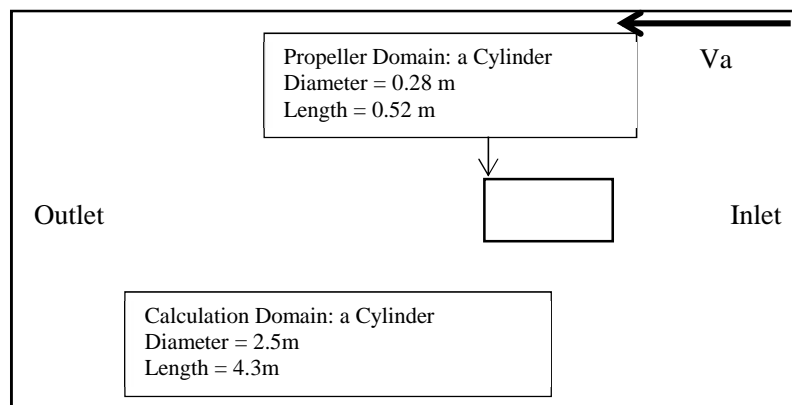 Propeller Domain: a Cylinder
Diameter = 0.28 m
Length = 0.52 m
Va
Outlet
Inlet
Calculation Domain: a Cylinder
Diameter = 2.5m
Length = 4.3m